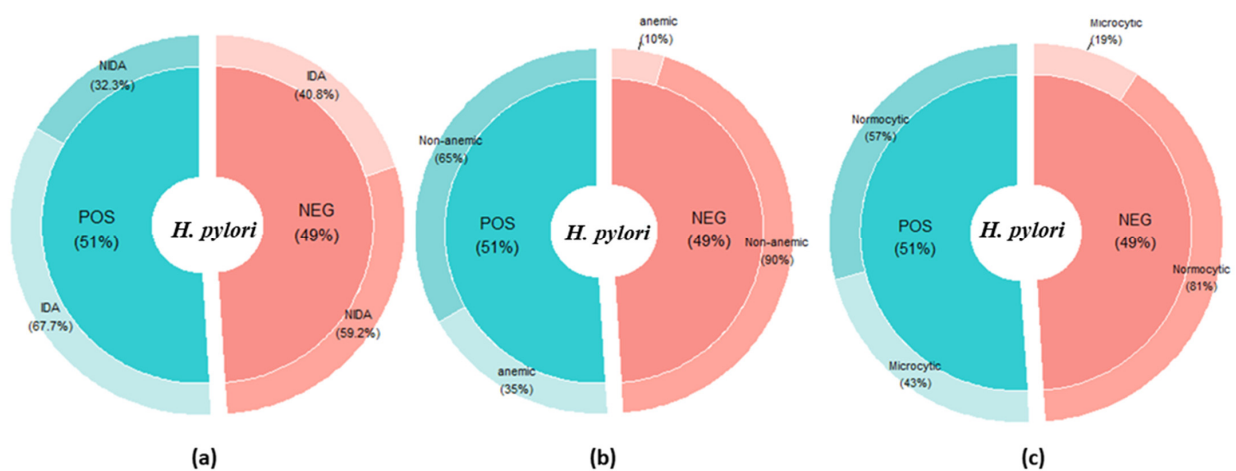 NIDA
(32.3%)
IDA
(40.8%)
POS
(51%)
H. pylori
NEG
(49%)
IDA
(67.7%)
NIDA
(59.2%)
(a)
anemic
(10%)
Non-anemic
(65%)
POS
(51%)
H. pylori
NEG
(49%)
Non-anemic
(90%)
anemic
(35%)
(b)
Microcytic
(19%)
Normocytic
(57%)
POS
(51%)
H. pylori
NEG
(49%)
Normocytic
(81%)
Microcytic
(43%)
(c)